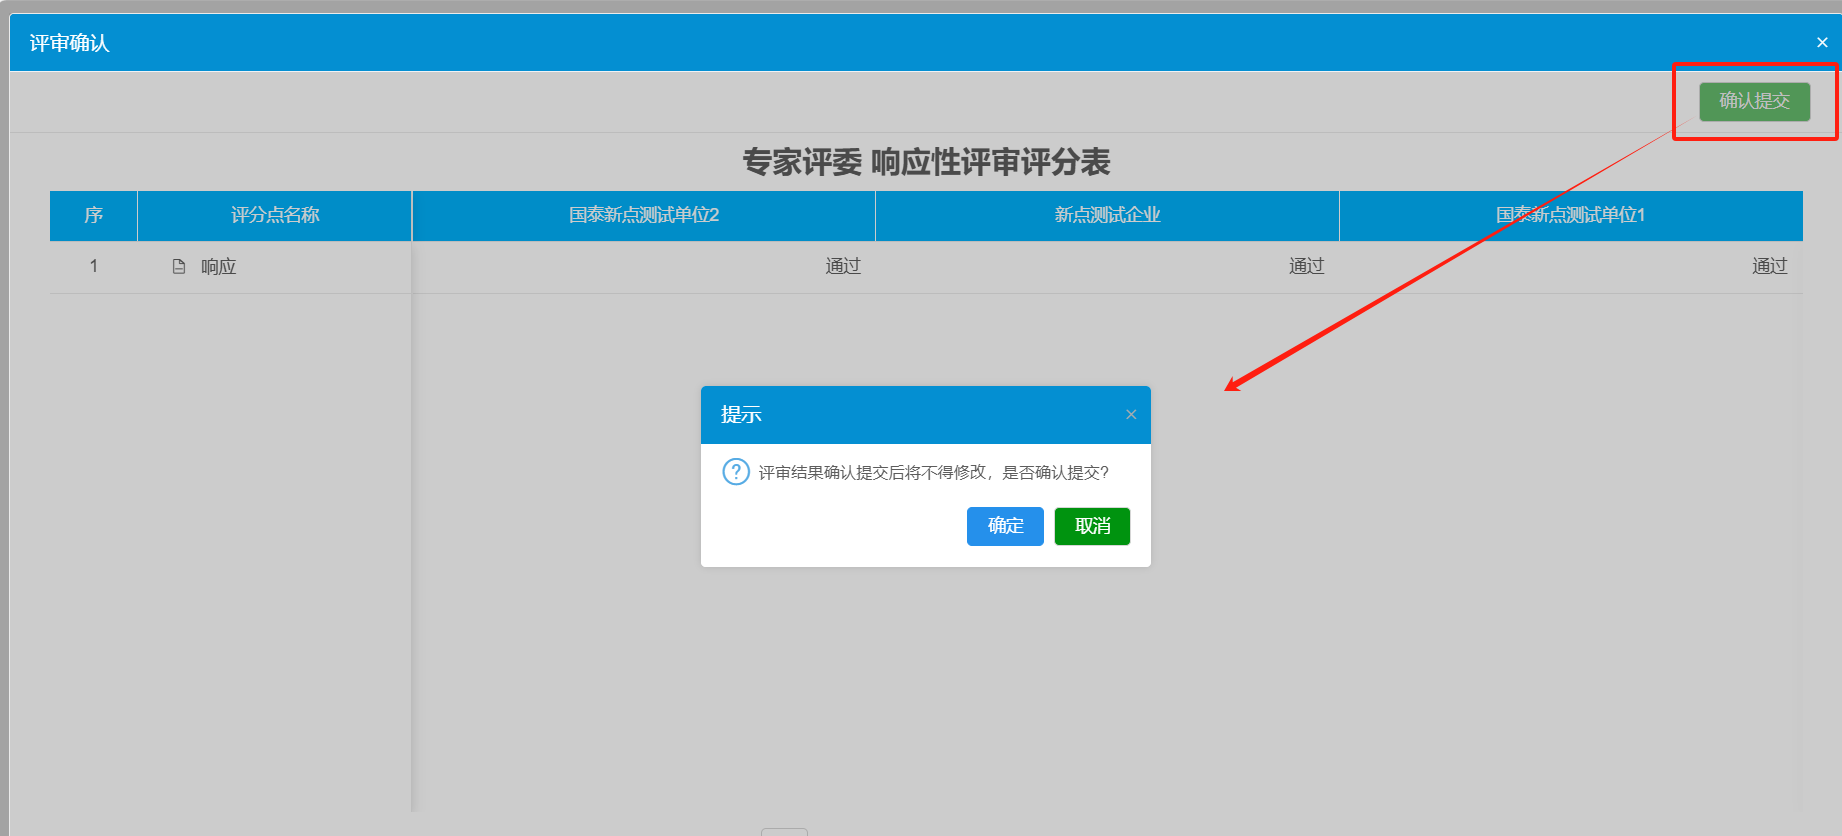 评审确认
确认提交
专家评委 响应性评审评分表
序 评分点名称 国泰新点测试单位2 新点测试企业 国泰新点测试单位1
1 响应 通过 通过 通过
提示
评审结果确认提交后将不得修改，是否确认提交?
确定 取消